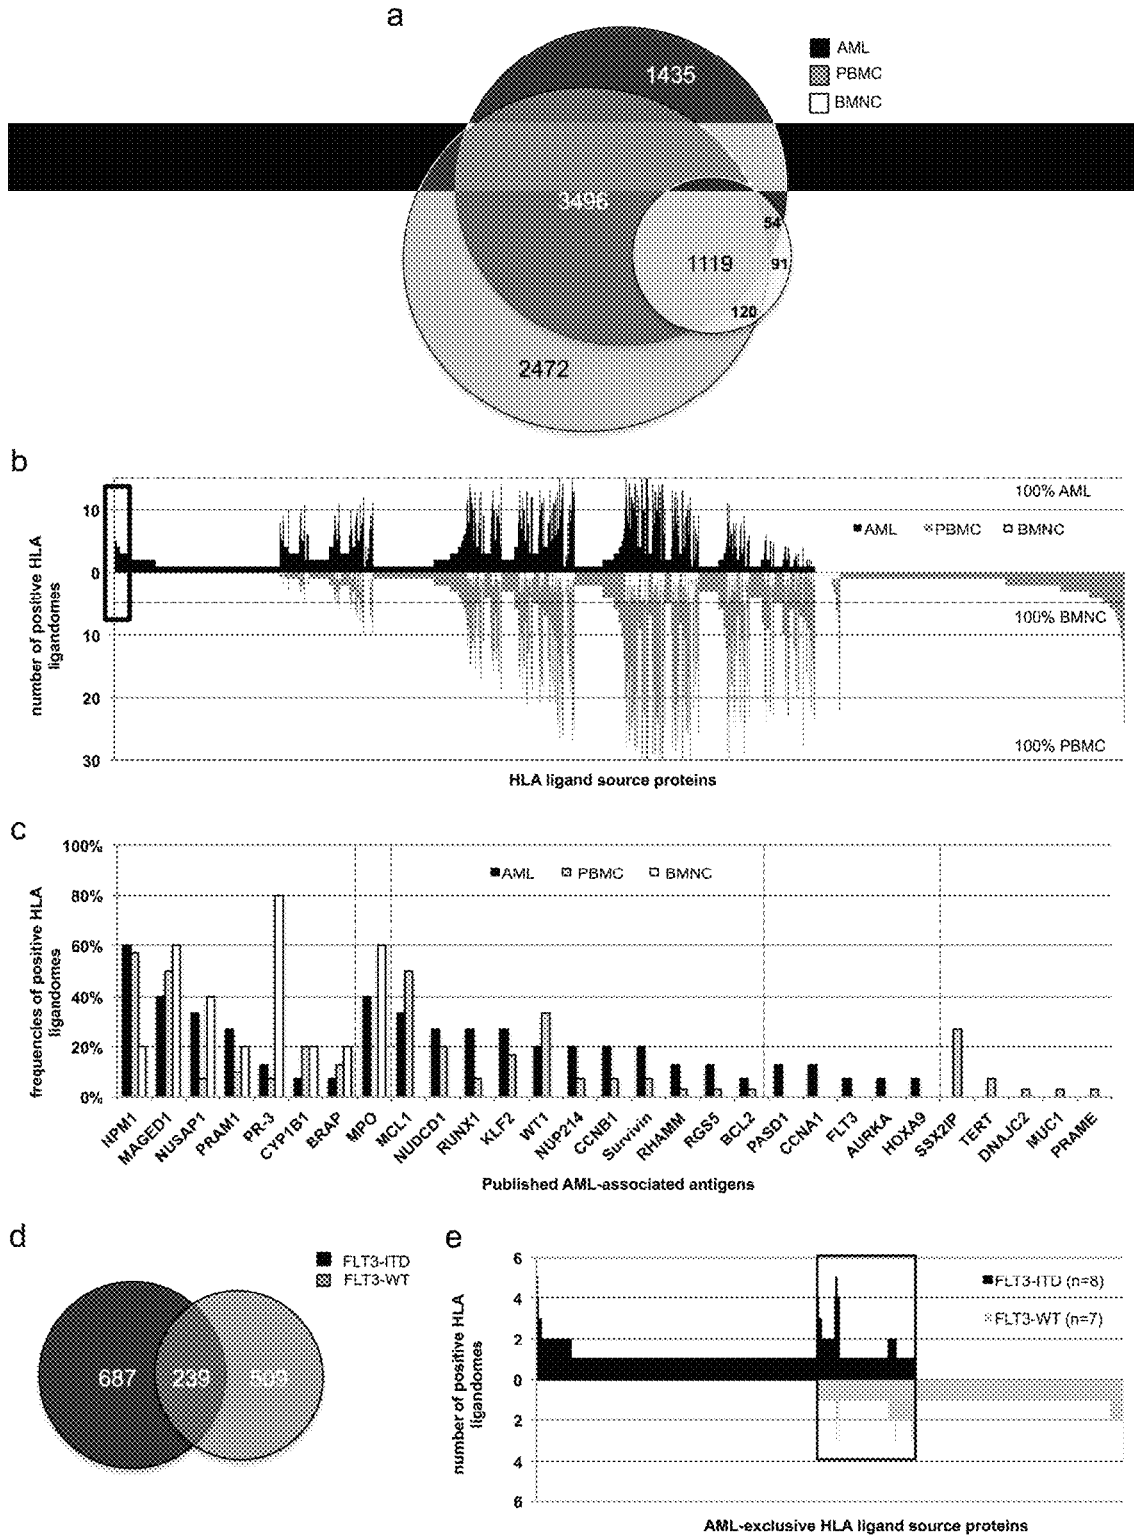 a
AML
PBMC
BMNC
1435
3496
54
1119
91
120
2472
b
number of positive HLA
ligandomes
10
0
10
20
30
100% AML
AML PBMC BMNC
100% BMNC
100% PBMC
HLA ligand source proteins
c
frequencies of positive HLA
ligandomes
100%
80%
60%
40%
20%
0%
AML PBMC BMNC
NPM1
MAGED1
NUSAP1
PRAM1
PR-3
CYP1B1
BRAP
MPO
MCL1
NUDCD1
RUNX1
KLF2
WT1
NUP214
CCNB1
Survivin
RHAMM
RGS5
BCL2
PASD1
CCNA1
FLT3
AURKA
HOXA9
SSX2IP
TERT
DNAJC2
MUC1
PRAME
Published AML-associated antigens
d
FLT3-ITD
FLT3-WT
687
239
e
number of positive HLA
ligandomes
6
4
2
0
2
4
6
FLT3-ITD (n=8)
FLT3-WT (n=7)
AML-exclusive HLA ligand source proteins